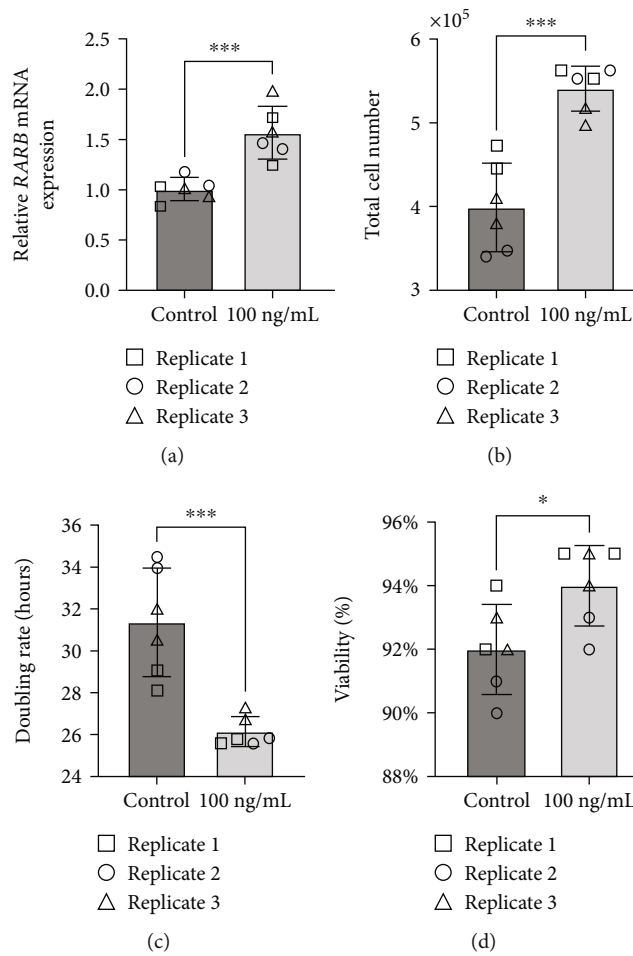 Relative RARB mRNA
expression
2.5
2.0
1.5
1.0
0.5
0.0
***
Control 100 ng/mL
Replicate 1
Replicate 2
Replicate 3
(a)
Total cell number
×10⁵
6
5
4
3
***
Control 100 ng/mL
Replicate 1
Replicate 2
Replicate 3
(b)
Doubling rate (hours)
36
34
32
30
28
26
24
***
Control 100 ng/mL
Replicate 1
Replicate 2
Replicate 3
(c)
Viability (%)
96%
94%
92%
90%
88%
*
Control 100 ng/mL
Replicate 1
Replicate 2
Replicate 3
(d)